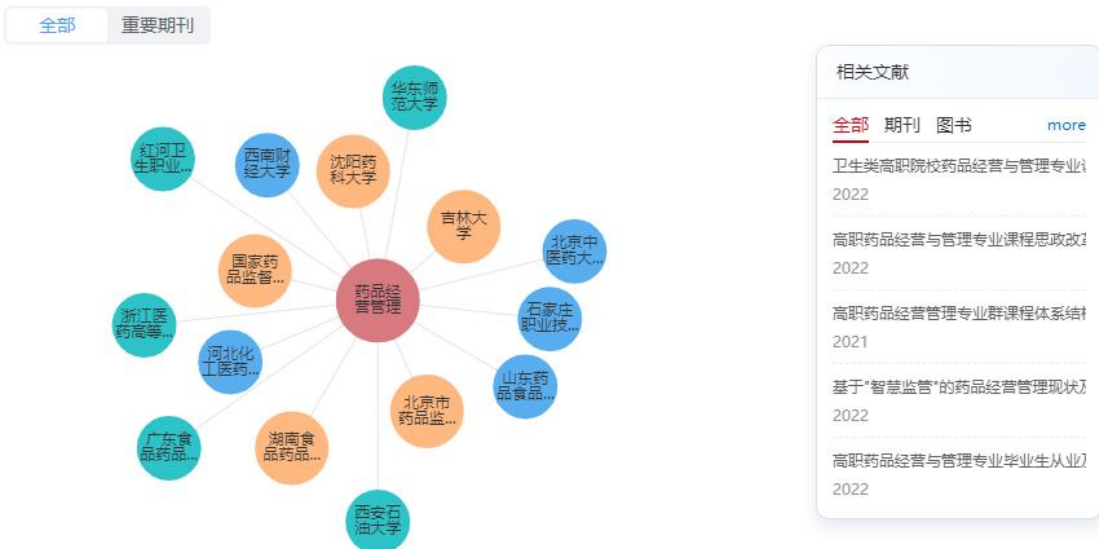 全部 重要期刊
华东师
范大学
红河卫
生职业...
西南财
经大学
沈阳药
科大学
吉林大
学
北京中
医药大...
国家药
品监督...
药品经
营管理
石家庄
职业技...
浙江医
药高等...
河北化
工医药...
山东药
品食品...
北京市
药品监...
广东食
品药品...
湖南食
品药品...
西安石
油大学
相关文献
全部 期刊 图书 more
卫生类高职院校药品经营与管理专业
2022
高职药品经营与管理专业课程思政改
2022
高职药品经营管理专业群课程体系结
2021
基于"智慧监管"的药品经营管理现状及
2022
高职药品经营与管理专业毕业生从业及
2022